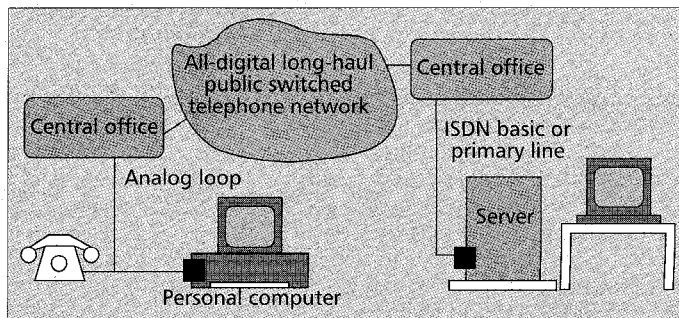 All-digital long-haul
public switched
telephone network
Central office
Central office
ISDN basic or
primary line
Analog loop
Server
Personal computer